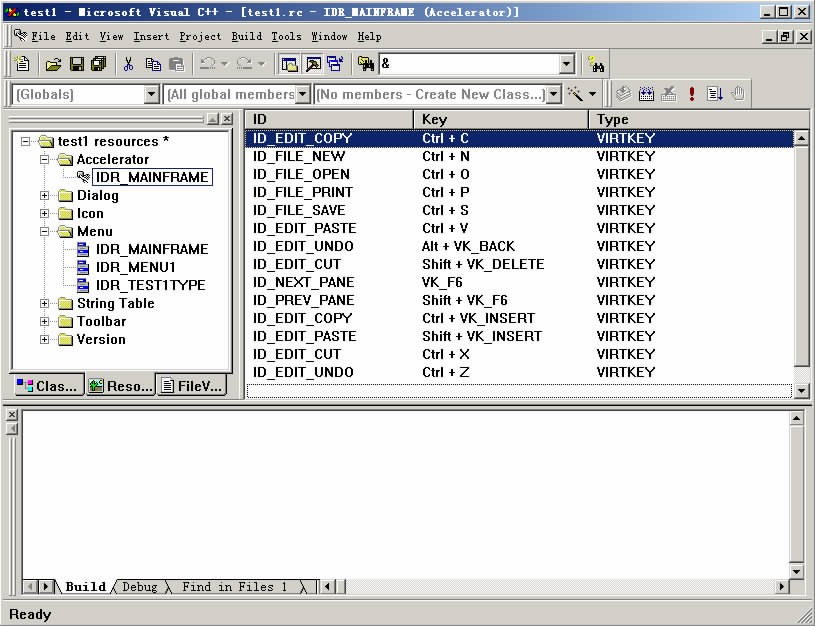 test1 - Microsoft Visual C++ - [test1.rc - IDR_MAINFRAME (Accelerator)]
File Edit View Insert Project Build Tools Window Help
&
(Globals) (All global members (No members - Create New Class...)
test1 resources *
Accelerator
IDR_MAINFRAME
Dialog
Icon
Menu
IDR_MAINFRAME
IDR_MENU1
IDR_TEST1TYPE
String Table
Toolbar
Version
Clas... Reso... FileV...
ID Key Type
ID_EDIT_COPY Ctrl + C VIRTKEY
ID_FILE_NEW Ctrl + N VIRTKEY
ID_FILE_OPEN Ctrl + O VIRTKEY
ID_FILE_PRINT Ctrl + P VIRTKEY
ID_FILE_SAVE Ctrl + S VIRTKEY
ID_EDIT_PASTE Ctrl + V VIRTKEY
ID_EDIT_UNDO Alt + VK_BACK VIRTKEY
ID_EDIT_CUT Shift + VK_DELETE VIRTKEY
ID_NEXT_PANE VK_F6 VIRTKEY
ID_PREV_PANE Shift + VK_F6 VIRTKEY
ID_EDIT_COPY Ctrl + VK_INSERT VIRTKEY
ID_EDIT_PASTE Shift + VK_INSERT VIRTKEY
ID_EDIT_CUT Ctrl + X VIRTKEY
ID_EDIT_UNDO Ctrl + Z VIRTKEY
Build Debug Find in Files 1
Ready